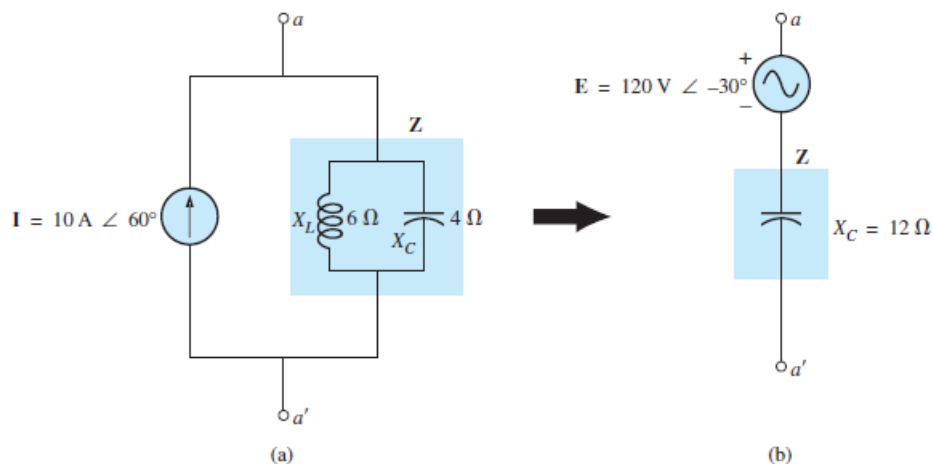 a
I = 10 A ∠ 60°
Z
X_L
6 Ω
X_C
4 Ω
a′
(a)
a
+
E = 120 V ∠ –30°
–
Z
X_C = 12 Ω
a′
(b)